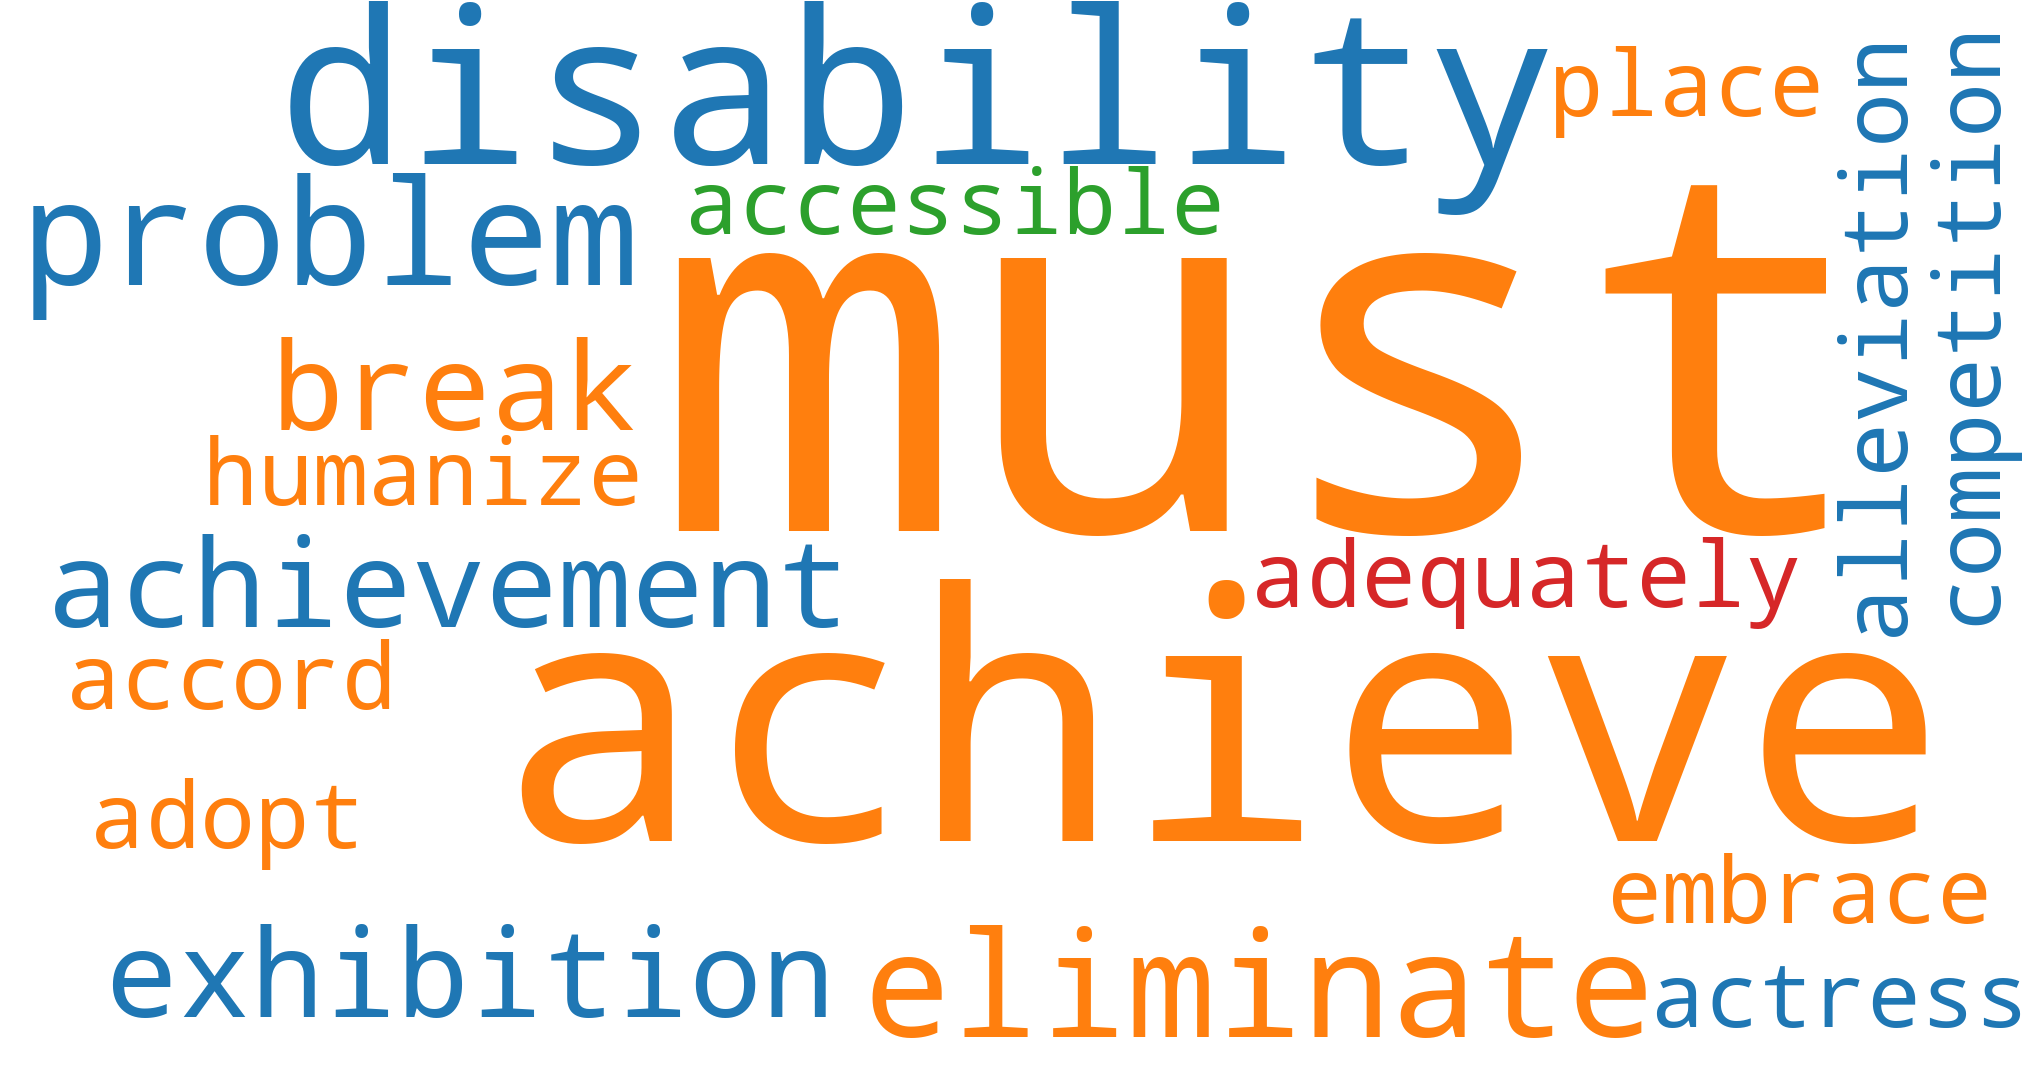 disability
place
problem
accessible
must
alleviation
competition
break
humanize
achievement
adequately
achieve
accord
adopt
embrace
exhibition
eliminate
actress